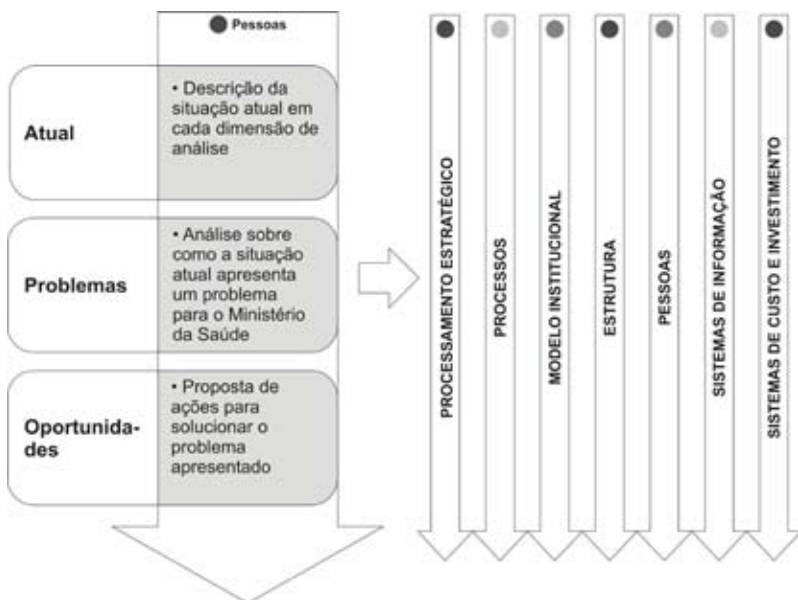 Pessoas
Atual
• Descrição da
situação atual em
cada dimensão de
análise
Problemas
• Análise sobre
como a situação
atual apresenta
um problema
para o Ministério
da Saúde
Oportunida-
des
• Proposta de
ações para
solucionar o
problema
apresentado
PROCESSAMENTO ESTRATÉGICO
PROCESSOS
MODELO INSTITUCIONAL
ESTRUTURA
PESSOAS
SISTEMAS DE INFORMAÇÃO
SISTEMAS DE CUSTO E INVESTIMENTO